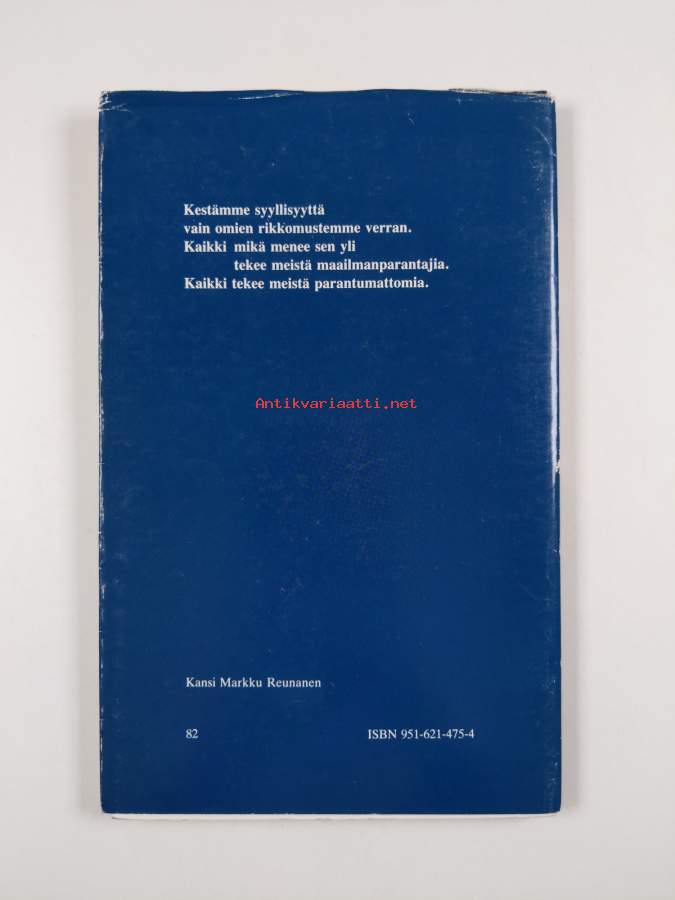 Kestämme syyllisyyttä
vain omien rikkomustemme verran.
Kaikki mikä menee sen yli
tekee meistä maailmanparantajia.
Kaikki tekee meistä parantumattomia.
Antikvariaatti.net
Kansi Markku Reunanen
82 ISBN 951-621-475-4